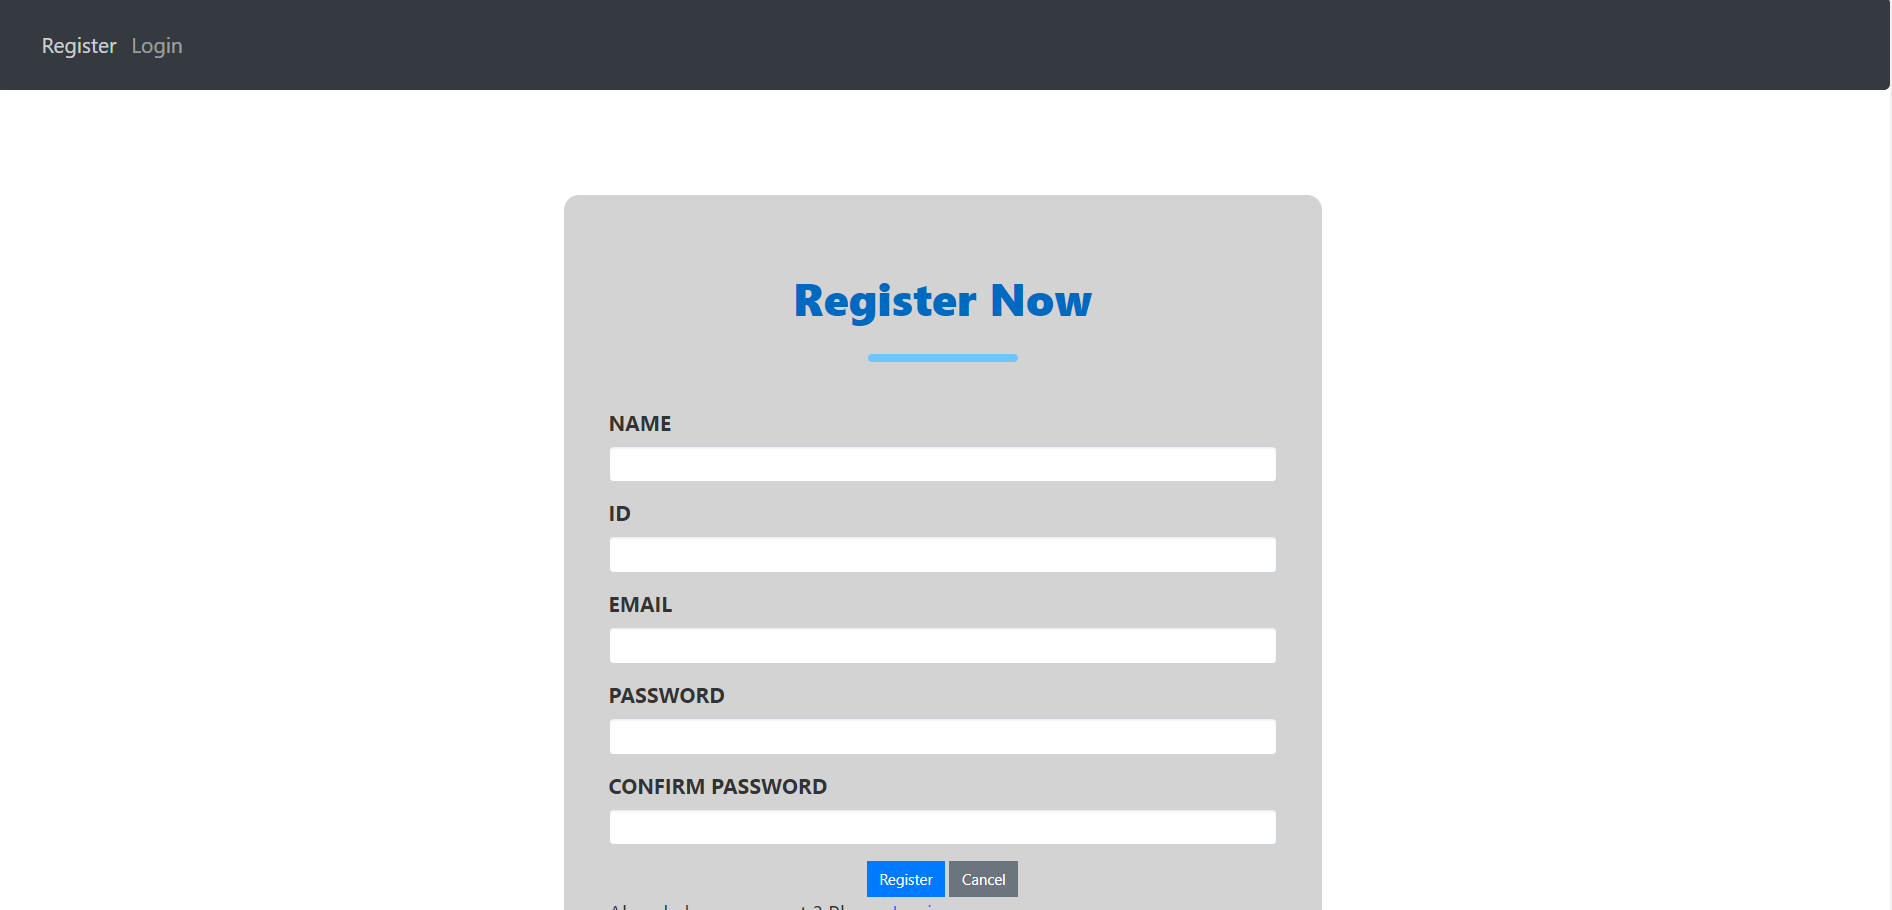 Register Login
Register Now
NAME
ID
EMAIL
PASSWORD
CONFIRM PASSWORD
Register Cancel